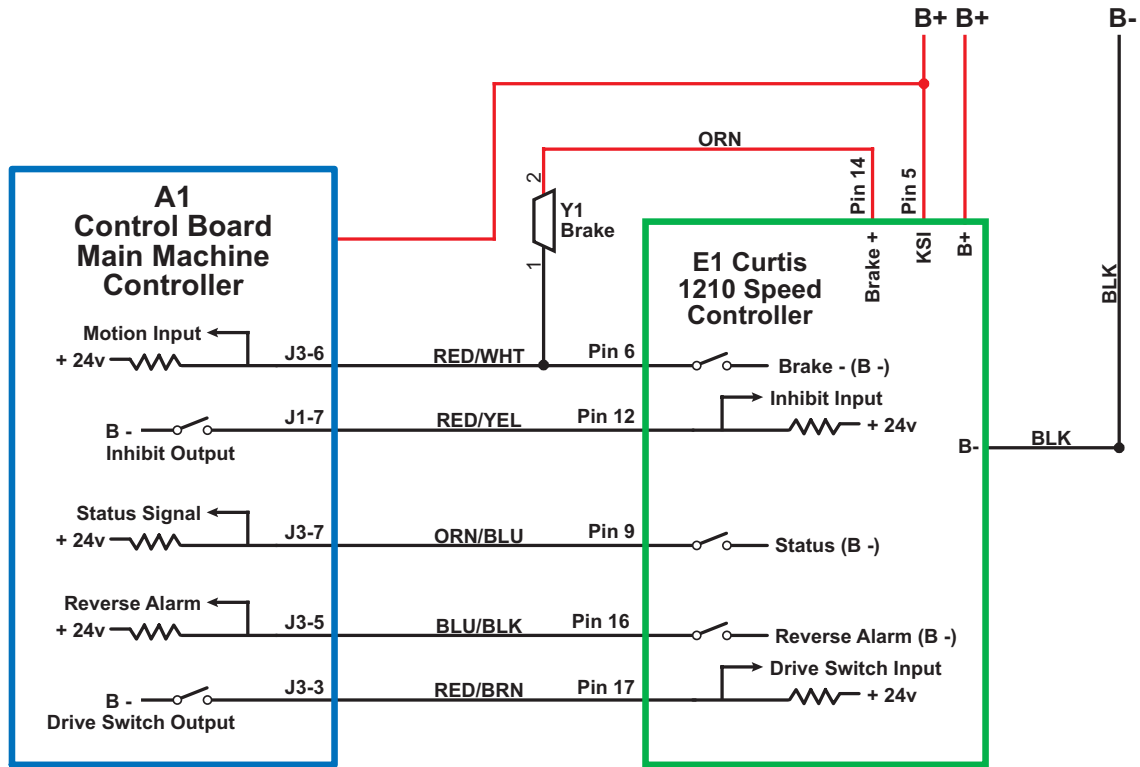 B+ B+ B-
ORN
2
Y1
Brake
1
Pin 14
Pin 5
Brake +
KSI
B+
BLK
A1
Control Board
Main Machine
Controller
E1 Curtis
1210 Speed
Controller
Motion Input
+ 24v
J3-6
RED/WHT
Pin 6
Brake - (B -)
Inhibit Input
B -
Inhibit Output
J1-7
RED/YEL
Pin 12
+ 24v
B-
BLK
Status Signal
+ 24v
J3-7
ORN/BLU
Pin 9
Status (B -)
Reverse Alarm
+ 24v
J3-5
BLU/BLK
Pin 16
Reverse Alarm (B -)
Drive Switch Input
B -
Drive Switch Output
J3-3
RED/BRN
Pin 17
+ 24v